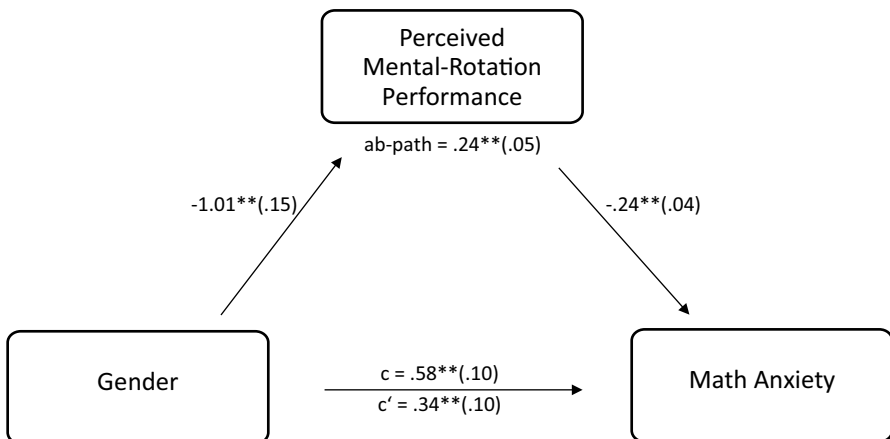 Perceived
Mental-Rotation
Performance
ab-path = .24**(.05)
-1.01**(.15)
-.24**(.04)
Gender
c = .58**(.10)
c‘ = .34**(.10)
Math Anxiety